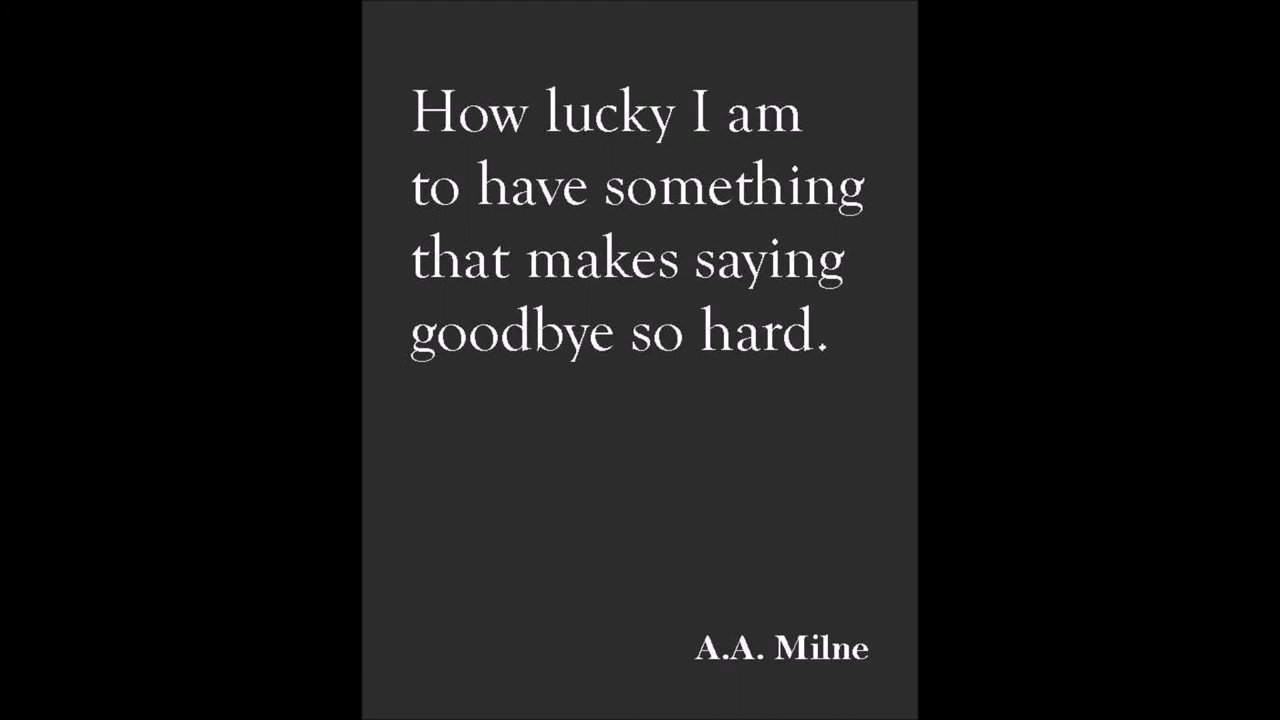 How lucky I am
to have something
that makes saying
goodbye so hard.
A.A. Milne